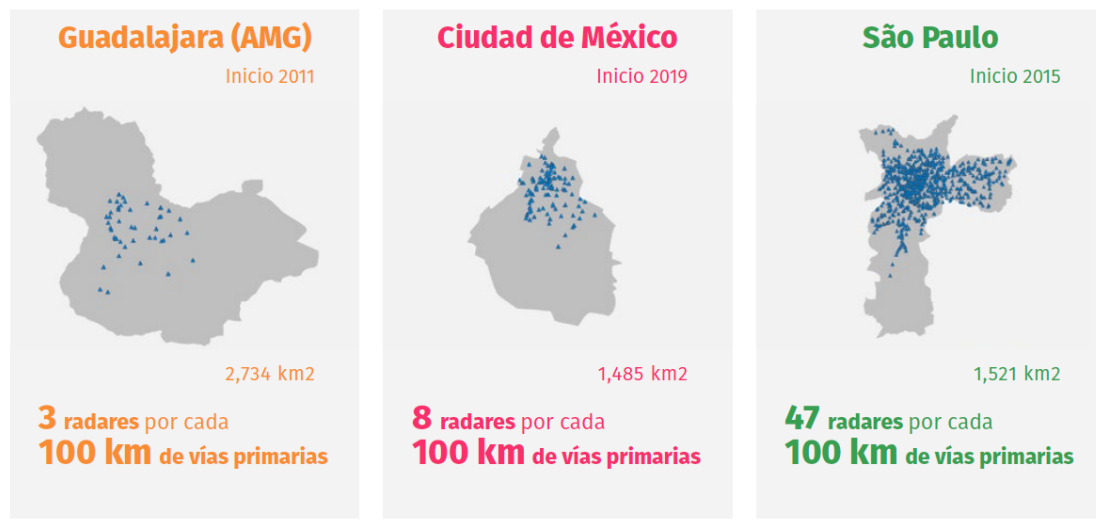 Guadalajara (AMG)
Inicio 2011
2,734 km2
3 radares por cada
100 km de vías primarias
Ciudad de México
Inicio 2019
1,485 km2
8 radares por cada
100 km de vías primarias
São Paulo
Inicio 2015
1,521 km2
47 radares por cada
100 km de vías primarias